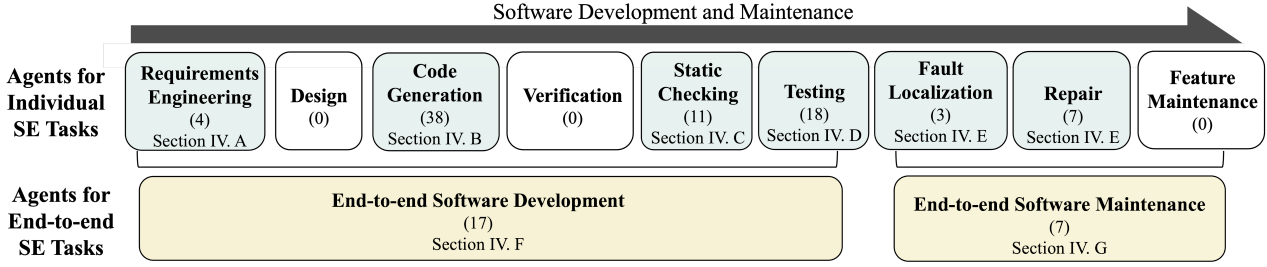 Software Development and Maintenance
Agents for
Individual
SE Tasks
Requirements
Engineering
(4)
Section IV. A
Design
(0)
Code
Generation
(38)
Section IV. B
Verification
(0)
Static
Checking
(11)
Section IV. C
Testing
(18)
Section IV. D
Fault
Localization
(3)
Section IV. E
Repair
(7)
Section IV. E
Feature
Maintenance
(0)
Agents for
End-to-end
SE Tasks
End-to-end Software Development
(17)
Section IV. F
End-to-end Software Maintenance
(7)
Section IV. G